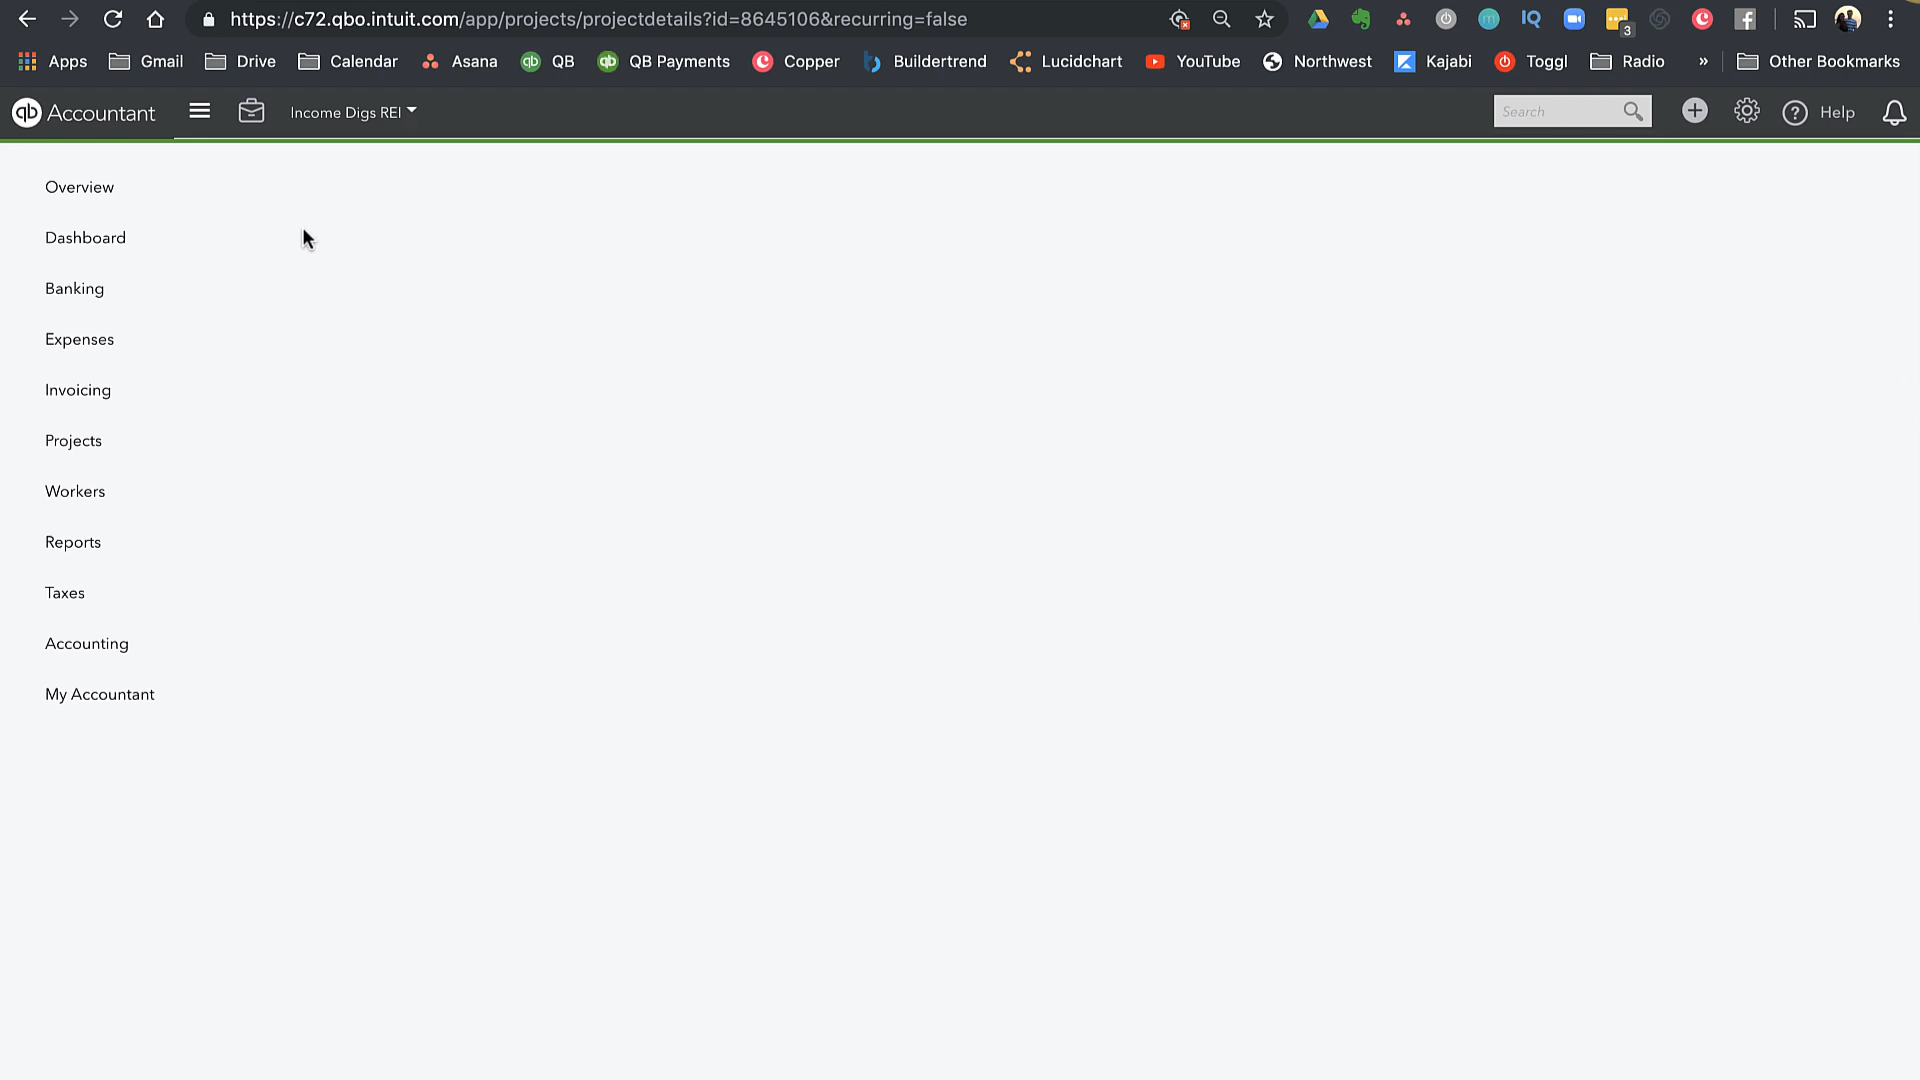 https://c72.qbo.intuit.com/app/projects/projectdetails?id=8645106&recurring=false
3
Apps Gmail Drive Calendar Asana QB QB Payments Copper Buildertrend Lucidchart YouTube Northwest Kajabi Toggl Radio » Other Bookmarks
qb Accountant Income Digs REI Search Help
Overview
Dashboard
Banking
Expenses
Invoicing
Projects
Workers
Reports
Taxes
Accounting
My Accountant